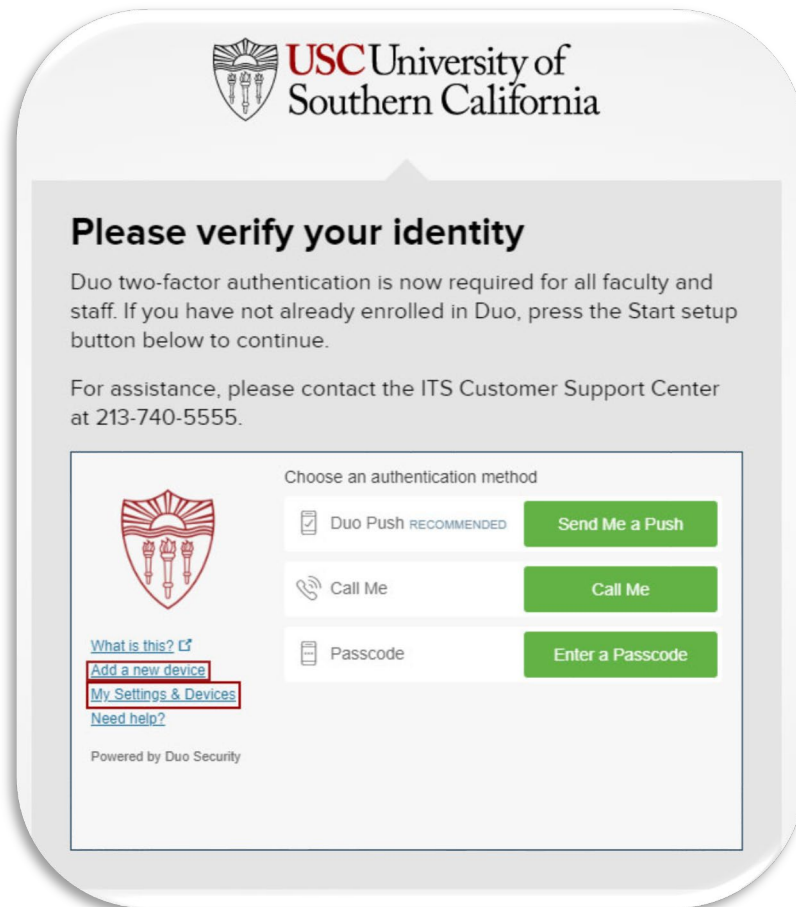 USC University of
Southern California
Please verify your identity
Duo two-factor authentication is now required for all faculty and
staff. If you have not already enrolled in Duo, press the Start setup
button below to continue.
For assistance, please contact the ITS Customer Support Center
at 213-740-5555.
Choose an authentication method
Duo Push RECOMMENDED Send Me a Push
Call Me Call Me
Passcode Enter a Passcode
What is this?
Add a new device
My Settings & Devices
Need help?
Powered by Duo Security